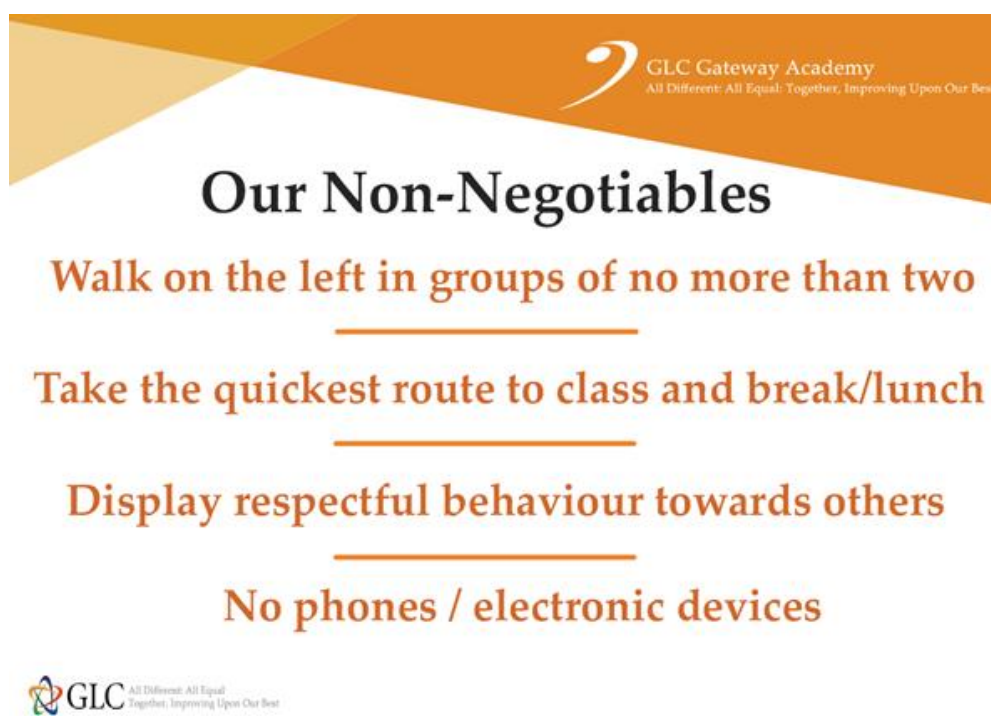 GLC Gateway Academy
All Different: All Equal: Together, Improving Upon Our Best
Our Non-Negotiables
Walk on the left in groups of no more than two
Take the quickest route to class and break/lunch
Display respectful behaviour towards others
No phones / electronic devices
GLC
All Different: All Equal
Together, Improving Upon Our Best